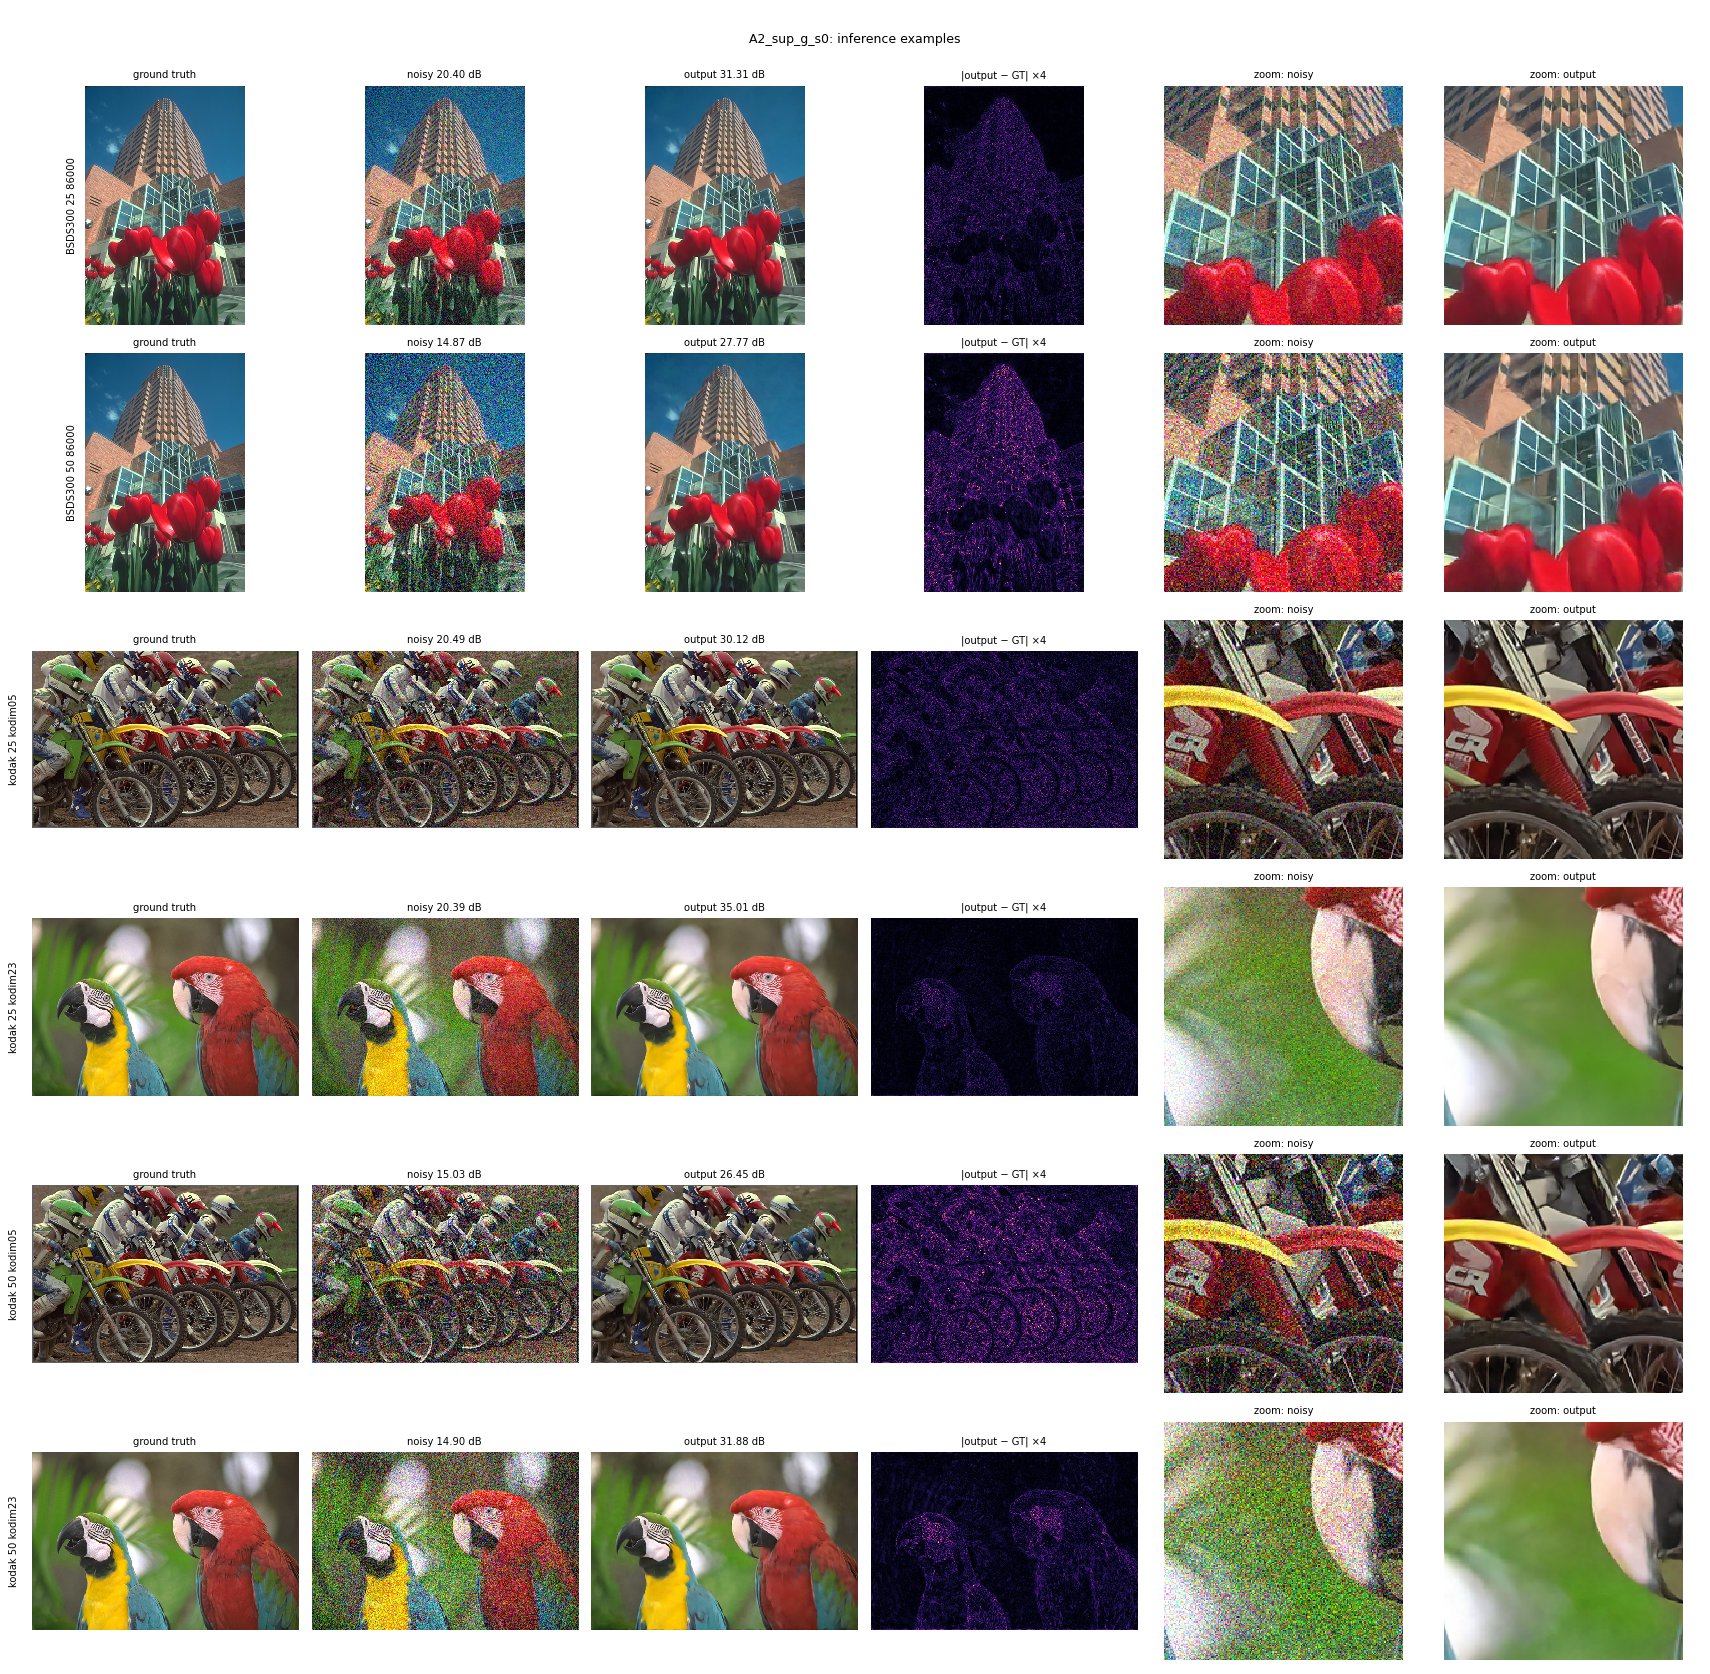 A2_sup_g_s0: inference examples
ground truth
noisy 20.40 dB
output 31.31 dB
|output − GT| ×4
zoom: noisy
zoom: output
BSDS300 25 86000
ground truth
noisy 14.87 dB
output 27.77 dB
|output − GT| ×4
zoom: noisy
zoom: output
BSDS300 50 86000
ground truth
noisy 20.49 dB
output 30.12 dB
|output − GT| ×4
zoom: noisy
zoom: output
kodak 25 kodim05
CR
CR
ground truth
noisy 20.39 dB
output 35.01 dB
|output − GT| ×4
zoom: noisy
zoom: output
kodak 25 kodim23
ground truth
noisy 15.03 dB
output 26.45 dB
|output − GT| ×4
zoom: noisy
zoom: output
kodak 50 kodim05
CR
CR
ground truth
noisy 14.90 dB
output 31.88 dB
|output − GT| ×4
zoom: noisy
zoom: output
kodak 50 kodim23